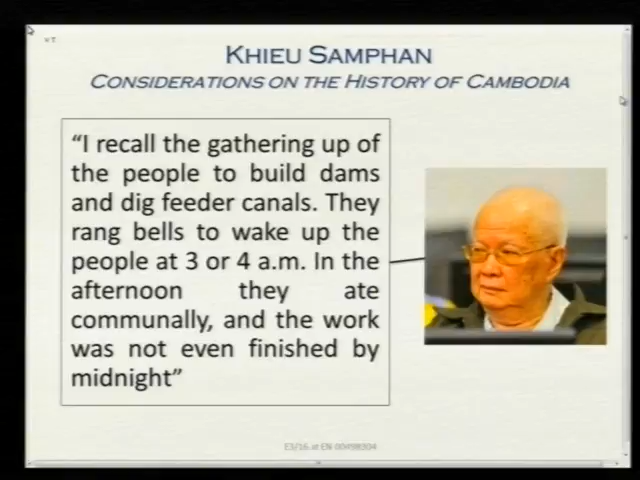 KHIEU SAMPHAN
CONSIDERATIONS ON THE HISTORY OF CAMBODIA
“I recall the gathering up of
the people to build dams
and dig feeder canals. They
rang bells to wake up the
people at 3 or 4 a.m. In the
afternoon they ate
communally, and the work
was not even finished by
midnight”